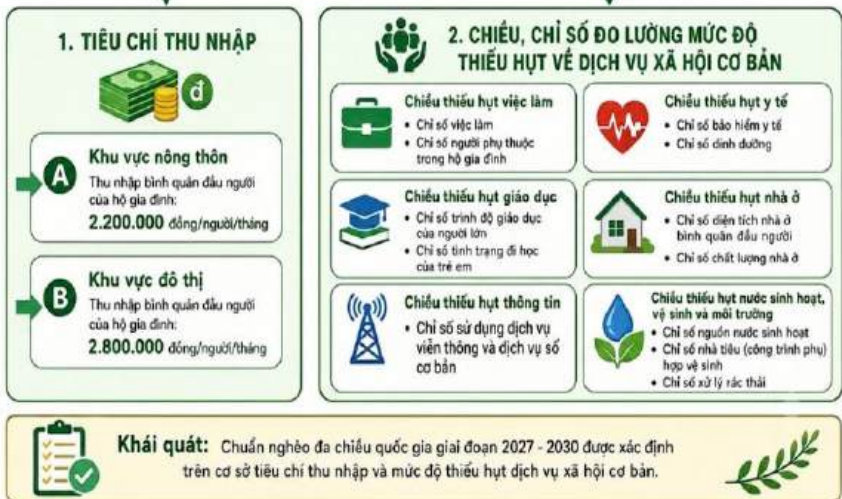 1. TIÊU CHÍ THU NHẬP
đ
A
Khu vực nông thôn
Thu nhập bình quân đầu người
của hộ gia đình:
2.200.000 đồng/người/tháng
B
Khu vực đô thị
Thu nhập bình quân đầu người
của hộ gia đình:
2.800.000 đồng/người/tháng
2. CHIỀU, CHỈ SỐ ĐO LƯỜNG MỨC ĐỘ
THIẾU HỤT VỀ DỊCH VỤ XÃ HỘI CƠ BẢN
Chiều thiếu hụt việc làm
• Chỉ số việc làm
• Chỉ số người phụ thuộc
trong hộ gia đình
Chiều thiếu hụt y tế
• Chỉ số bảo hiểm y tế
• Chỉ số dinh dưỡng
Chiều thiếu hụt giáo dục
• Chỉ số trình độ giáo dục
của người lớn
• Chỉ số tình trạng đi học
của trẻ em
Chiều thiếu hụt nhà ở
• Chỉ số diện tích nhà ở
bình quân đầu người
• Chỉ số chất lượng nhà ở
Chiều thiếu hụt thông tin
• Chỉ số sử dụng dịch vụ
viễn thông và dịch vụ số
cơ bản
Chiều thiếu hụt nước sinh hoạt,
vệ sinh và môi trường
• Chỉ số nguồn nước sinh hoạt
• Chỉ số nhà tiêu (công trình phụ)
hợp vệ sinh
• Chỉ số xử lý rác thải
Khái quát: Chuẩn nghèo đa chiều quốc gia giai đoạn 2027 - 2030 được xác định
trên cơ sở tiêu chí thu nhập và mức độ thiếu hụt dịch vụ xã hội cơ bản.